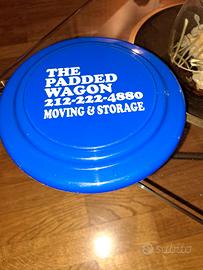 THE
PADDED
WAGON
212-222-4880
MOVING & STORAGE
subito